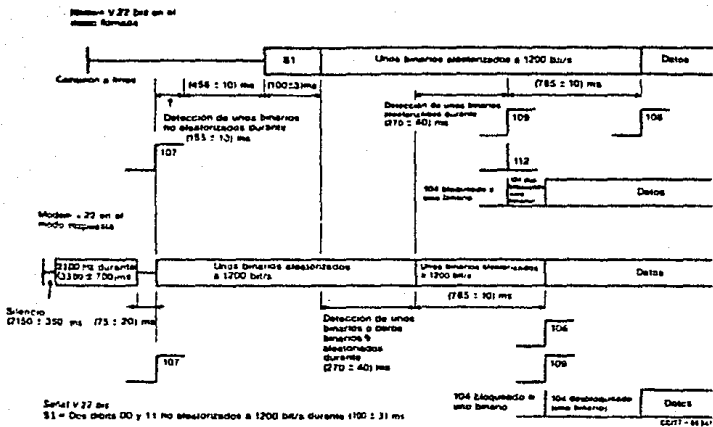 Modem V.22 bis en el
modo llamada
S1
Unos binarios aleatorizados a 1200 bit/s
Datos
Conexión a línea
(456 ± 10) ms
(100±3)ms
(765 ± 10) ms
Detección de unos binarios
no aleatorizados durante
(155 ± 10) ms
Detección de unos binarios
aleatorizados durante
(270 ± 40) ms
109
106
107
112
104 bloqueado a
uno binario
Datos
Modem V.22 en el
modo respuesta
2100 Hz durante
(3300 ± 700) ms
Unos binarios aleatorizados
a 1200 bit/s
Unos binarios aleatorizados
a 1200 bit/s
Datos
Silencio
(2150 ± 350) ms
(75 ± 20) ms
(765 ± 10) ms
Detección de unos
binarios o ceros
binarios
aleatorizados
durante
(270 ± 40) ms
107
106
109
104 bloqueado a
uno binario
104 desbloqueado
(uno binario)
Datos
Señal V.22 bis
S1 = Dos dibits 00 y 11 no aleatorizados a 1200 bit/s durante (100 ± 3) ms